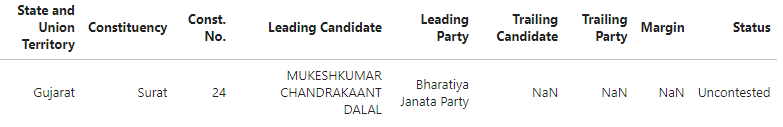 State and Union Territory Constituency Const. No. Leading Candidate Leading Party Trailing Candidate Trailing Party Margin Status
Gujarat Surat 24 MUKESHKUMAR CHANDRAKAANT DALAL Bharatiya Janata Party NaN NaN NaN Uncontested